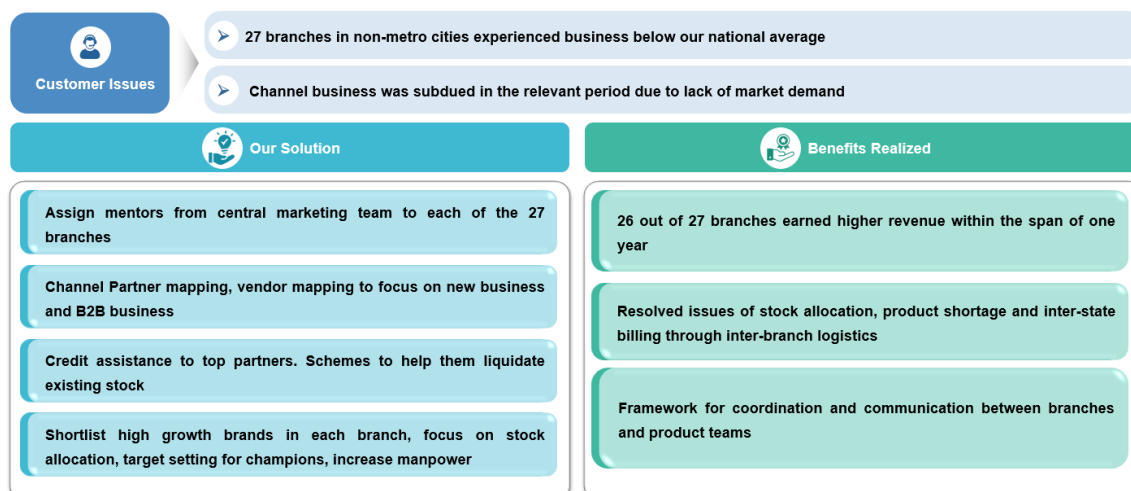 Customer Issues
27 branches in non-metro cities experienced business below our national average
Channel business was subdued in the relevant period due to lack of market demand
Our Solution
Assign mentors from central marketing team to each of the 27
branches
Channel Partner mapping, vendor mapping to focus on new business
and B2B business
Credit assistance to top partners. Schemes to help them liquidate
existing stock
Shortlist high growth brands in each branch, focus on stock
allocation, target setting for champions, increase manpower
Benefits Realized
26 out of 27 branches earned higher revenue within the span of one
year
Resolved issues of stock allocation, product shortage and inter-state
billing through inter-branch logistics
Framework for coordination and communication between branches
and product teams